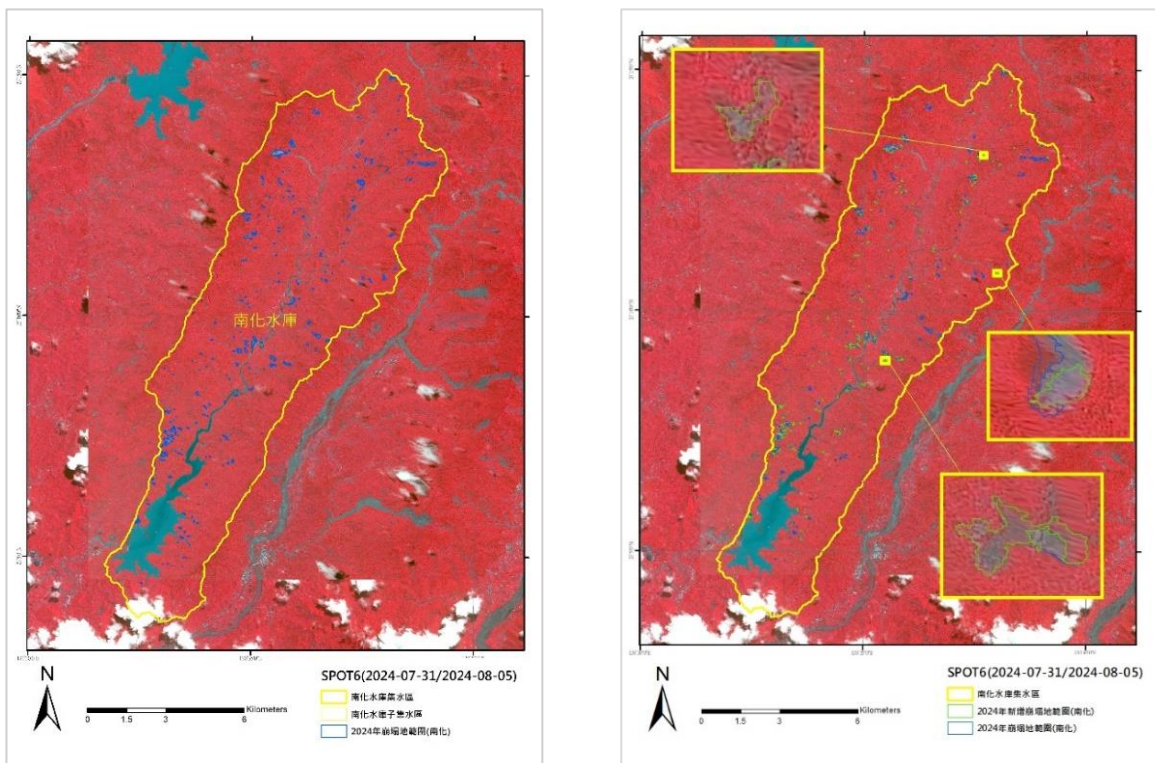 南化水庫
N
SPOT6(2024-07-31/2024-08-05)
0 1.5 3 6 Kilometers
南化水庫集水區
南化水庫子集水區
2024年崩塌地範圍(南化)
N
SPOT6(2024-07-31/2024-08-05)
0 1.5 3 6 Kilometers
南化水庫集水區
2024年新增崩塌地範圍(南化)
2024年崩塌地範圍(南化)